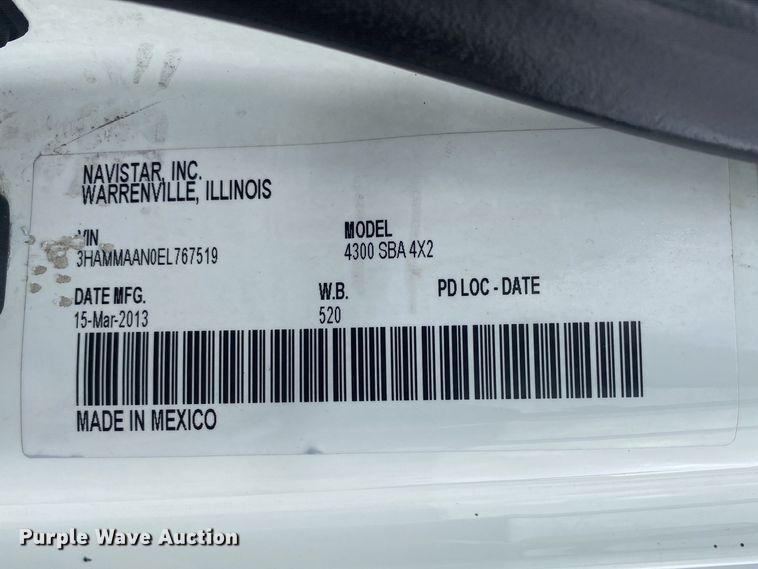 NAVISTAR, INC.
WARRENVILLE, ILLINOIS
VIN
3HAMMAAN0EL767519
MODEL
4300 SBA 4X2
DATE MFG.
15-Mar-2013
W.B.
520
PD LOC - DATE
MADE IN MEXICO
Purple Wave Auction